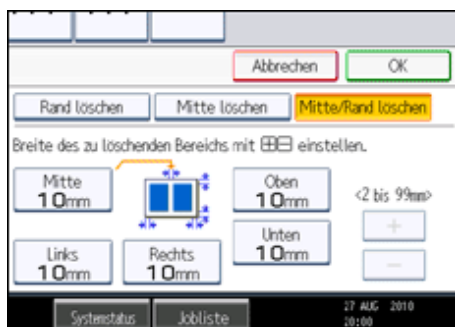 Abbrechen OK
Rand löschen Mitte löschen Mitte/Rand löschen
Breite des zu löschenden Bereichs mit ⊞⊟ einstellen.
Mitte Oben
10mm 10mm <2 bis 99mm>
+
Unten
Links Rechts 10mm −
10mm 10mm
Systemstatus Jobliste 27 AUG 2010
20:00